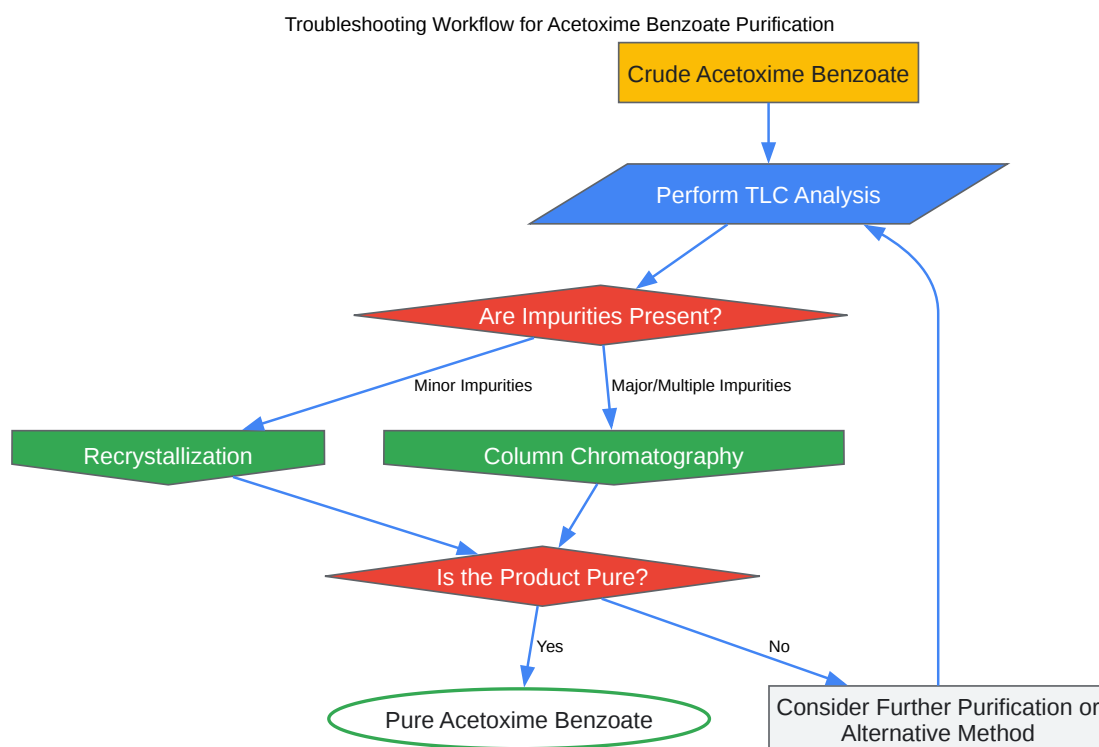 Troubleshooting Workflow for Acetoxime Benzoate Purification
Crude Acetoxime Benzoate
Perform TLC Analysis
Are Impurities Present?
Minor Impurities
Major/Multiple Impurities
Recrystallization
Column Chromatography
Is the Product Pure?
Yes
No
Pure Acetoxime Benzoate
Consider Further Purification or
Alternative Method